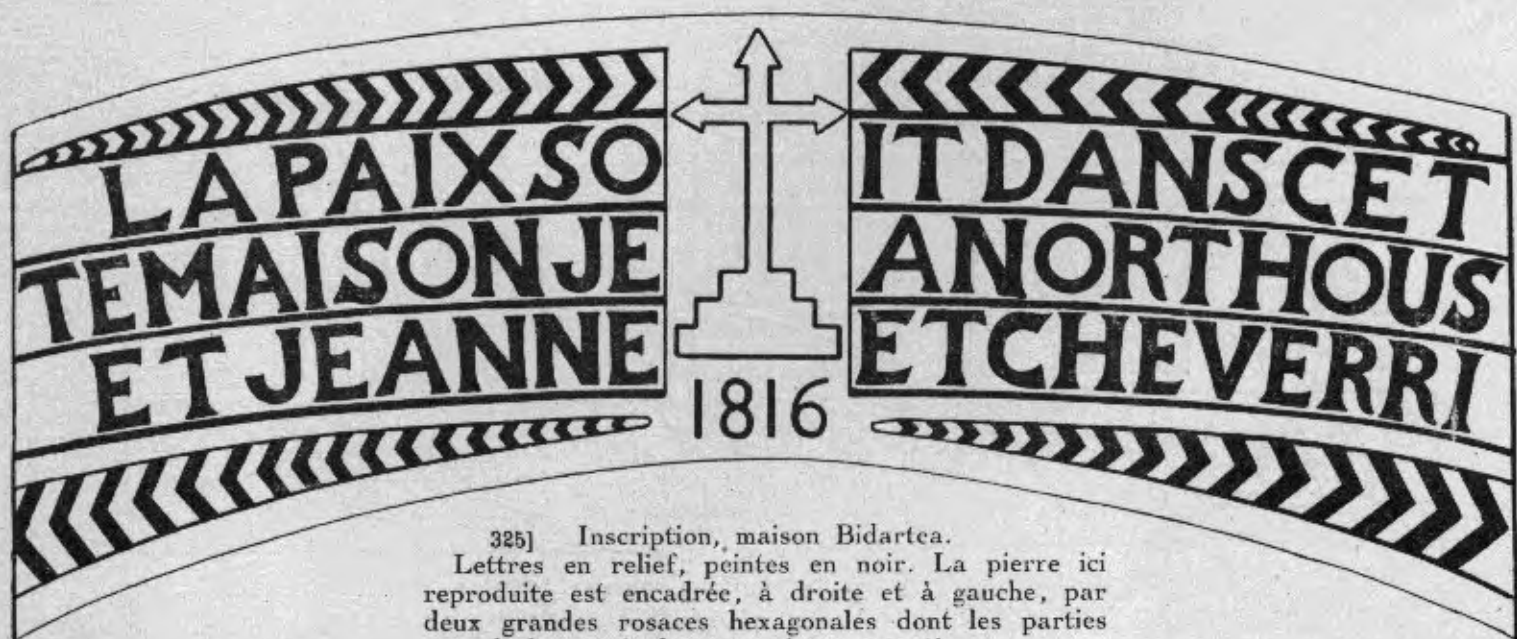 LAPAIXSO ITDANSCET
TEMAISONJE ANORTHOUS
ETJEANNE ETCHEVERRI
1816
325] Inscription, maison Bidartea.
Lettres en relief, peintes en noir. La pierre ici
reproduite est encadrée, à droite et à gauche, par
deux grandes rosaces hexagonales dont les parties